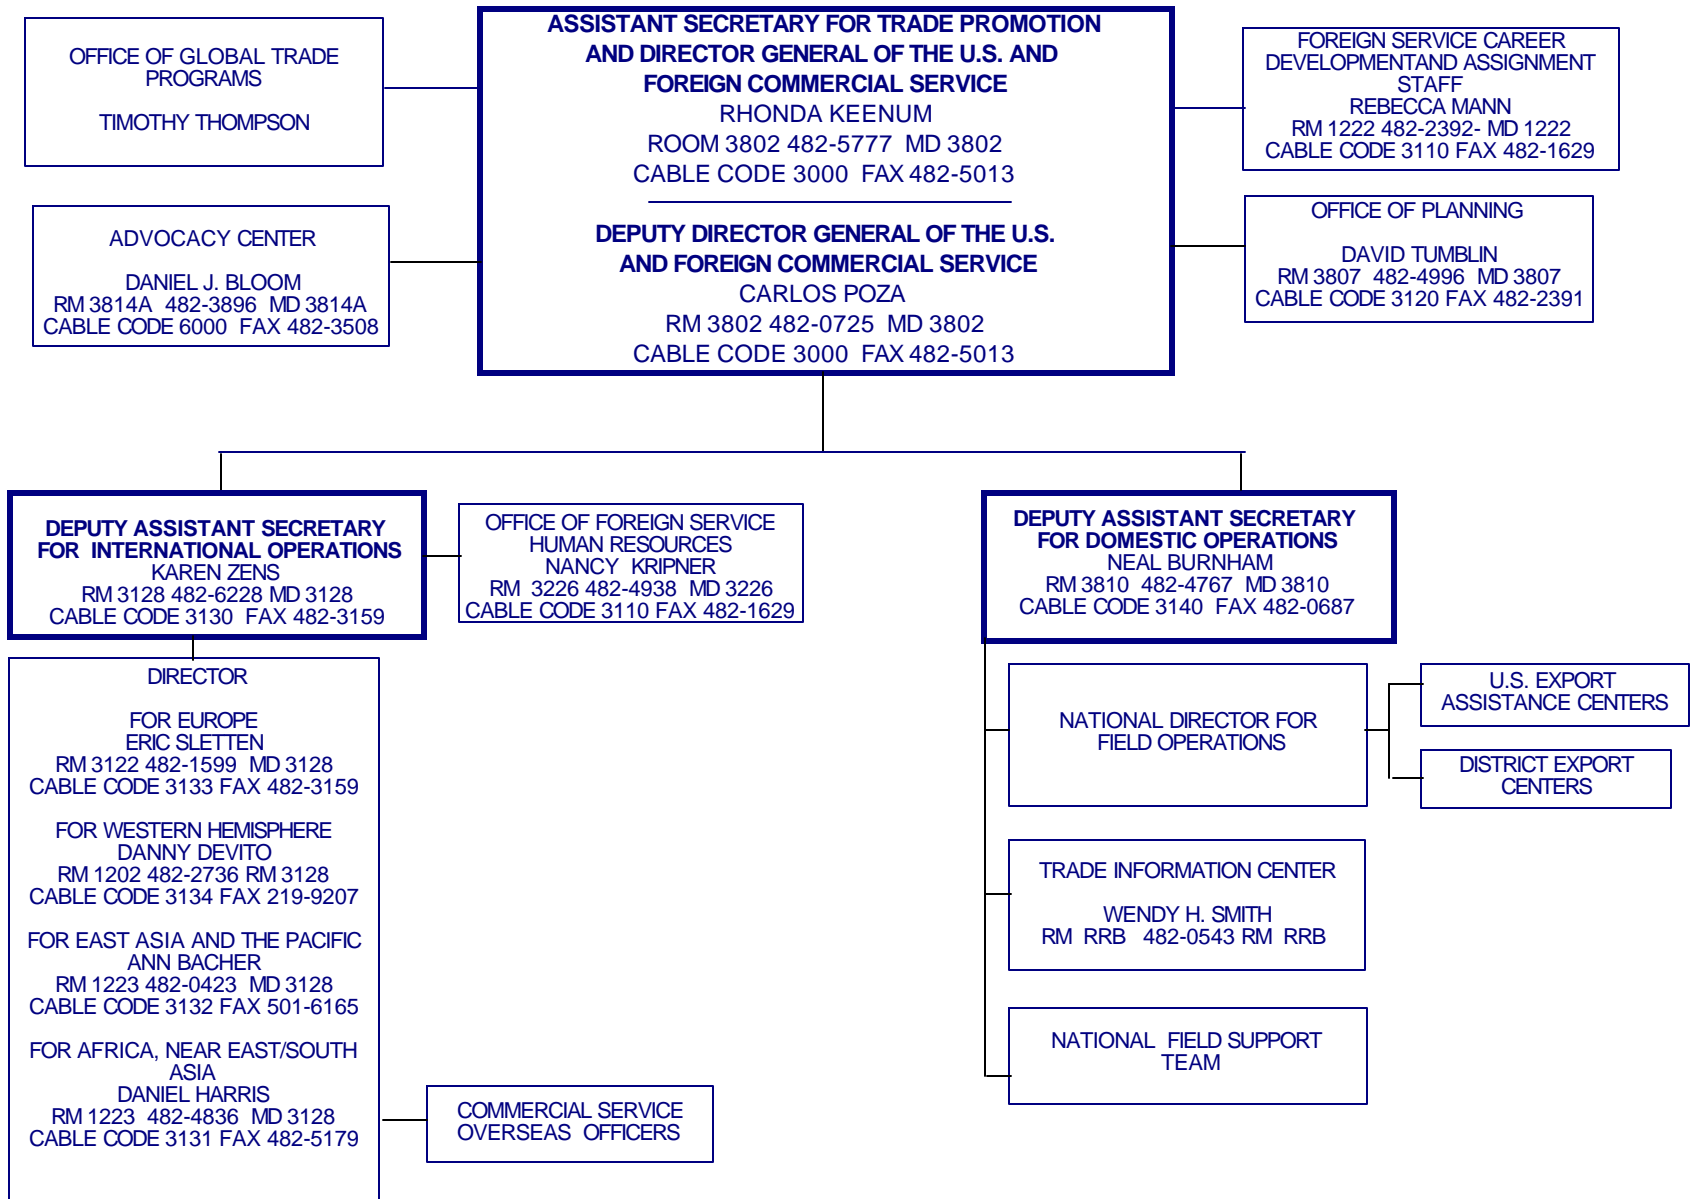 OFFICE OF GLOBAL TRADE
PROGRAMS
TIMOTHY THOMPSON
ADVOCACY CENTER
DANIEL J. BLOOM
RM 3814A 482-3896 MD 3814A
CABLE CODE 6000 FAX 482-3508
ASSISTANT SECRETARY FOR TRADE PROMOTION
AND DIRECTOR GENERAL OF THE U.S. AND
FOREIGN COMMERCIAL SERVICE
RHONDA KEENUM
ROOM 3802 482-5777 MD 3802
CABLE CODE 3000 FAX 482-5013
DEPUTY DIRECTOR GENERAL OF THE U.S.
AND FOREIGN COMMERCIAL SERVICE
CARLOS POZA
RM 3802 482-0725 MD 3802
CABLE CODE 3000 FAX 482-5013
FOREIGN SERVICE CAREER
DEVELOPMENTAND ASSIGNMENT
STAFF
REBECCA MANN
RM 1222 482-2392- MD 1222
CABLE CODE 3110 FAX 482-1629
OFFICE OF PLANNING
DAVID TUMBLIN
RM 3807 482-4996 MD 3807
CABLE CODE 3120 FAX 482-2391
DEPUTY ASSISTANT SECRETARY
FOR INTERNATIONAL OPERATIONS
KAREN ZENS
RM 3128 482-6228 MD 3128
CABLE CODE 3130 FAX 482-3159
OFFICE OF FOREIGN SERVICE
HUMAN RESOURCES
NANCY KRIPNER
RM 3226 482-4938 MD 3226
CABLE CODE 3110 FAX 482-1629
DEPUTY ASSISTANT SECRETARY
FOR DOMESTIC OPERATIONS
NEAL BURNHAM
RM 3810 482-4767 MD 3810
CABLE CODE 3140 FAX 482-0687
DIRECTOR
FOR EUROPE
ERIC SLETTEN
RM 3122 482-1599 MD 3128
CABLE CODE 3133 FAX 482-3159
FOR WESTERN HEMISPHERE
DANNY DEVITO
RM 1202 482-2736 RM 3128
CABLE CODE 3134 FAX 219-9207
FOR EAST ASIA AND THE PACIFIC
ANN BACHER
RM 1223 482-0423 MD 3128
CABLE CODE 3132 FAX 501-6165
FOR AFRICA, NEAR EAST/SOUTH
ASIA
DANIEL HARRIS
RM 1223 482-4836 MD 3128
CABLE CODE 3131 FAX 482-5179
COMMERCIAL SERVICE
OVERSEAS OFFICERS
NATIONAL DIRECTOR FOR
FIELD OPERATIONS
U.S. EXPORT
ASSISTANCE CENTERS
DISTRICT EXPORT
CENTERS
TRADE INFORMATION CENTER
WENDY H. SMITH
RM RRB 482-0543 RM RRB
NATIONAL FIELD SUPPORT
TEAM